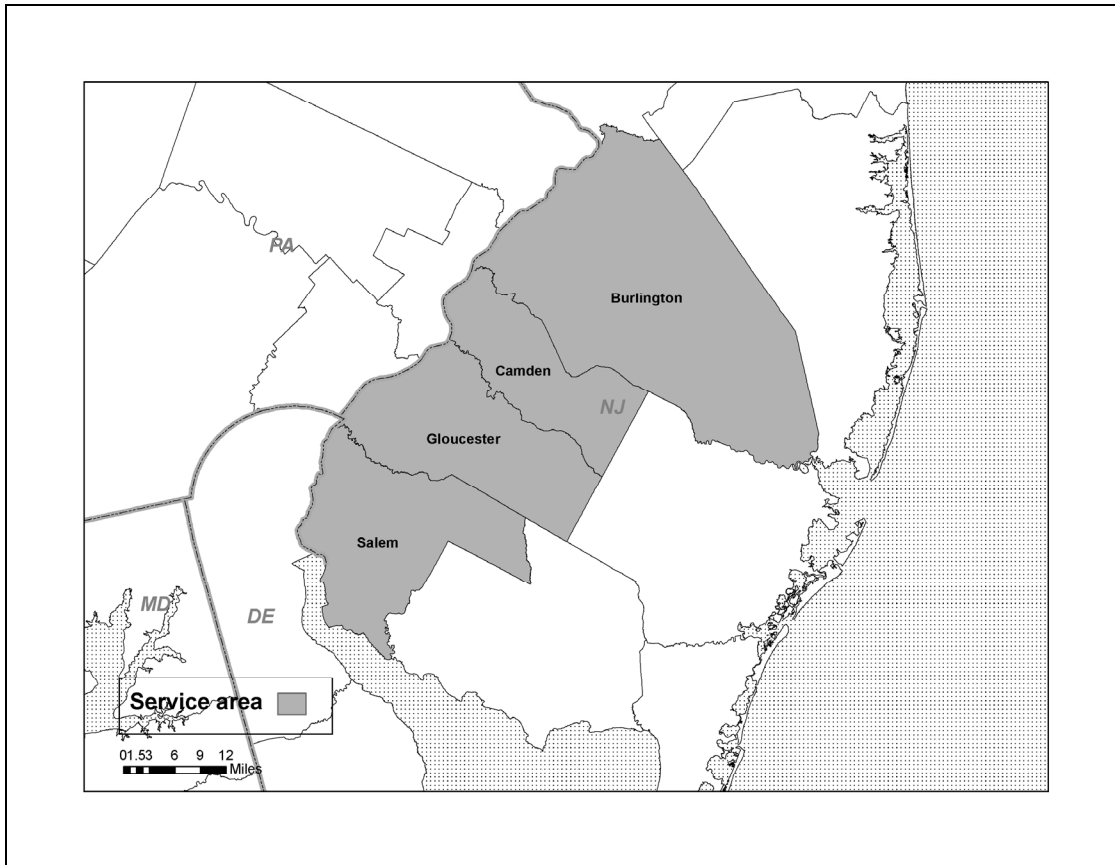 PA
Burlington
Camden
NJ
Gloucester
Salem
MD
DE
Service area
01.53 6 9 12
Miles